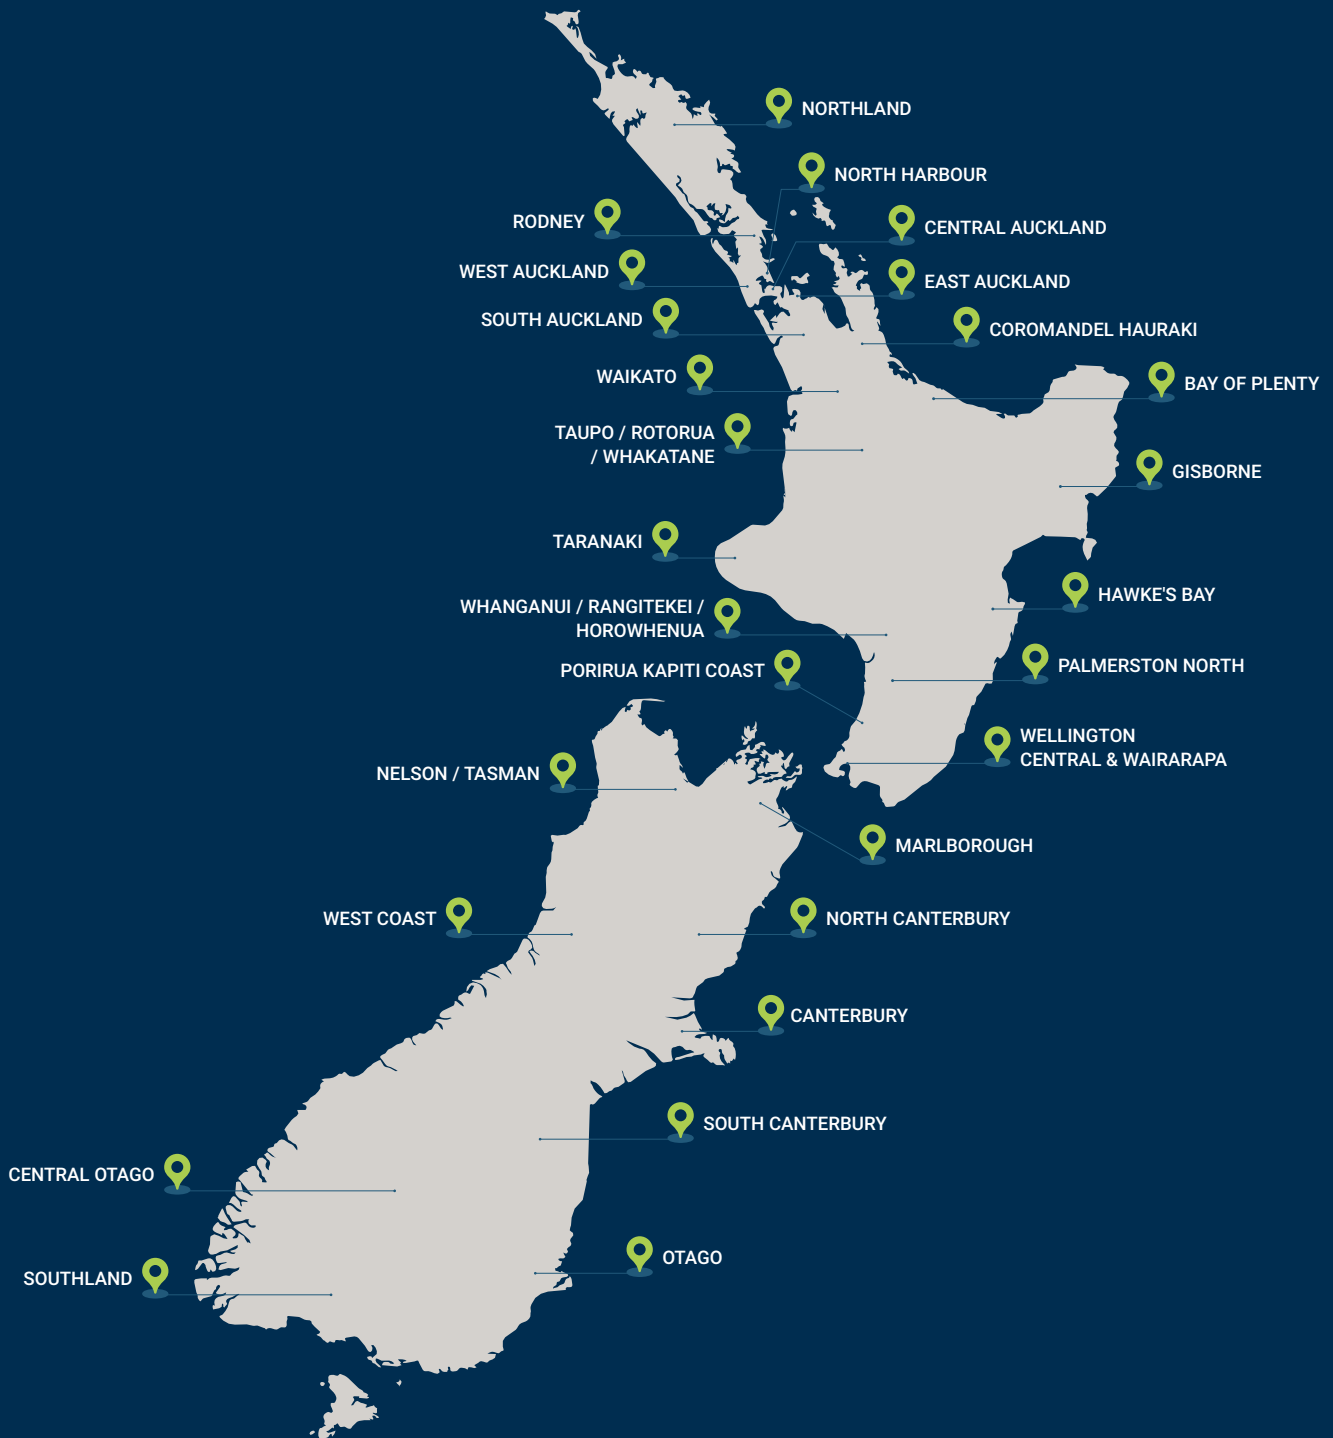 NORTHLAND
NORTH HARBOUR
RODNEY
CENTRAL AUCKLAND
WEST AUCKLAND
EAST AUCKLAND
SOUTH AUCKLAND
COROMANDEL HAURAKI
WAIKATO
BAY OF PLENTY
TAUPO / ROTORUA
/ WHAKATANE
GISBORNE
TARANAKI
HAWKE'S BAY
WHANGANUI / RANGITEKEI /
HOROWHENUA
PORIRUA KAPITI COAST
PALMERSTON NORTH
WELLINGTON
CENTRAL & WAIRARAPA
NELSON / TASMAN
MARLBOROUGH
WEST COAST
NORTH CANTERBURY
CANTERBURY
SOUTH CANTERBURY
CENTRAL OTAGO
OTAGO
SOUTHLAND